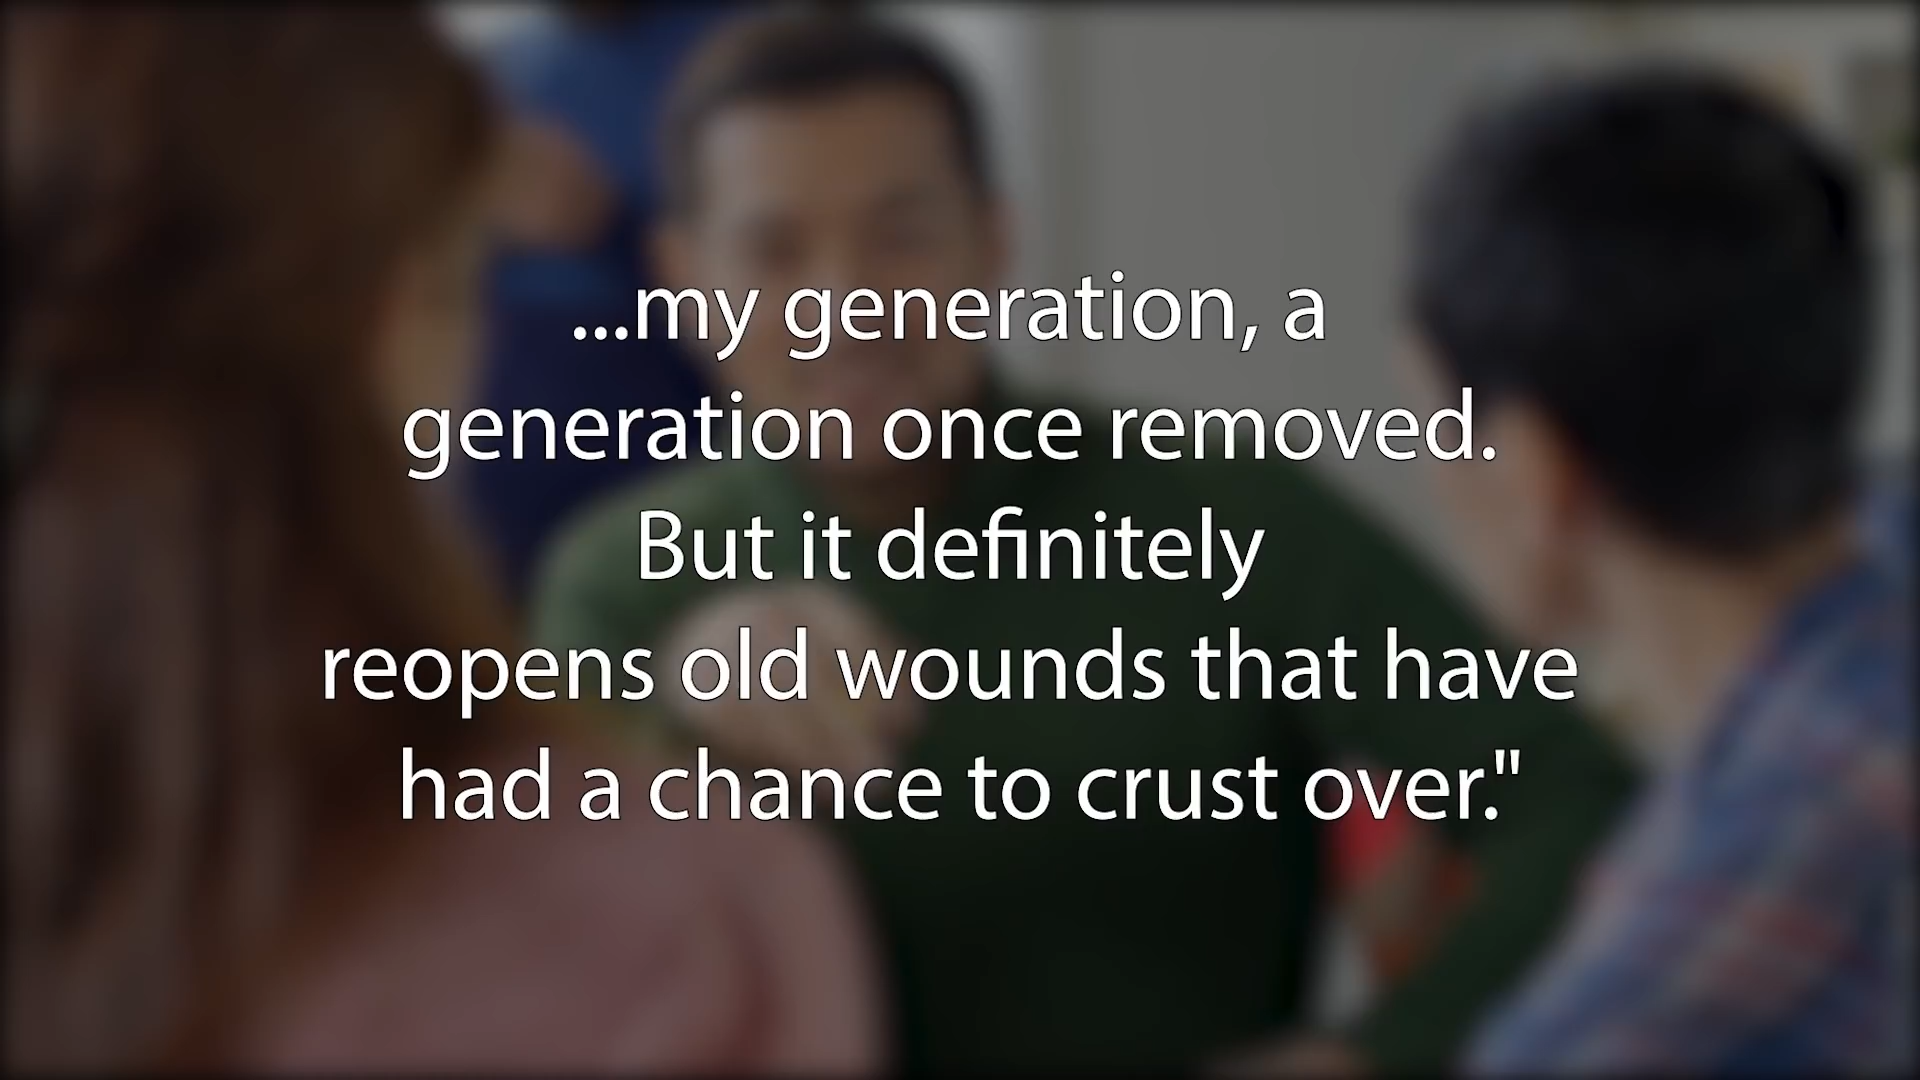 ...my generation, a
generation once removed.
But it definitely
reopens old wounds that have
had a chance to crust over."